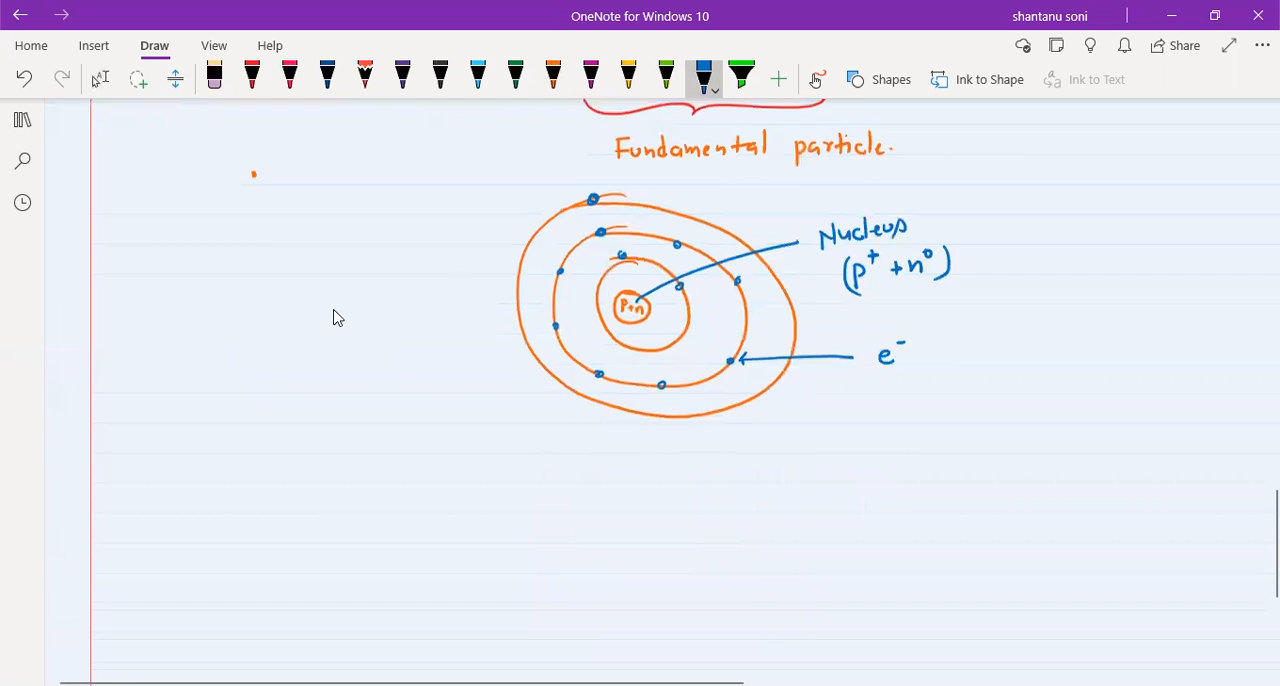 OneNote for Windows 10
shantanu soni
Home Insert Draw View Help
Share
Shapes Ink to Shape Ink to Text
Fundamental particle.
Nucleus
(p+ + n°)
P+n
e-